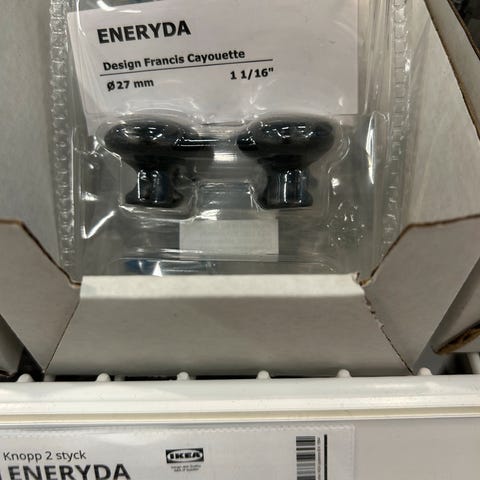 ENERYDA
Design Francis Cayouette
Ø27 mm 1 1/16"
Knopp 2 styck
IKEA
ENERYDA